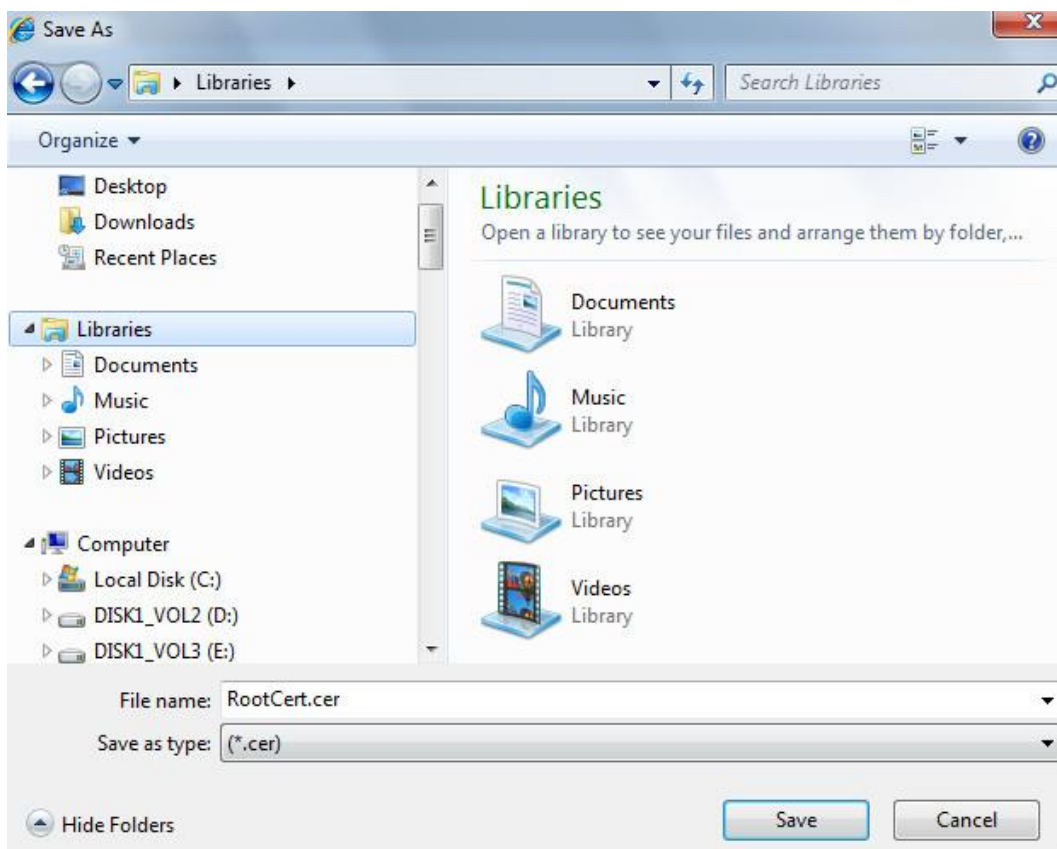 Save As
Libraries
Search Libraries
Organize
Desktop
Downloads
Recent Places
Libraries
Documents
Music
Pictures
Videos
Computer
Local Disk (C:)
DISK1_VOL2 (D:)
DISK1_VOL3 (E:)
Libraries
Open a library to see your files and arrange them by folder,...
Documents
Library
Music
Library
Pictures
Library
Videos
Library
File name: RootCert.cer
Save as type: (*.cer)
Hide Folders
Save
Cancel